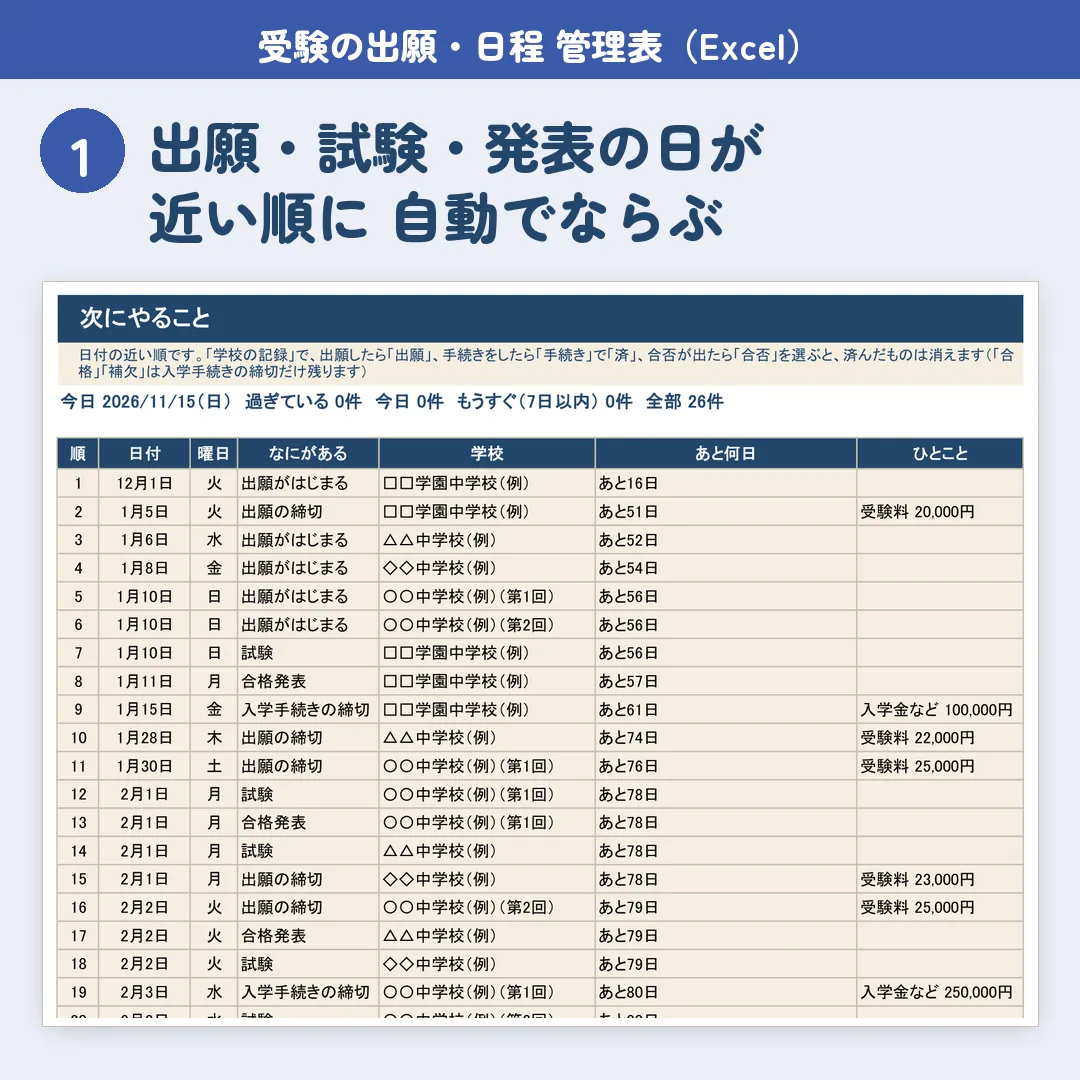 受験の出願・日程 管理表（Excel）
1
出願・試験・発表の日が
近い順に 自動でならぶ
次にやること
日付の近い順です。「学校の記録」で、出願したら「出願」、手続きをしたら「手続き」で「済」、合否が出たら「合否」を選ぶと、済んだものは消えます（「合
格」「補欠」は入学手続きの締切だけ残ります）
今日 2026/11/15（日） 過ぎている 0件 今日 0件 もうすぐ（7日以内） 0件 全部 26件
順 日付 曜日 なにがある 学校 あと何日 ひとこと
1 12月1日 火 出願がはじまる □□学園中学校（例） あと16日
2 1月5日 火 出願の締切 □□学園中学校（例） あと51日 受験料 20,000円
3 1月6日 水 出願がはじまる △△中学校（例） あと52日
4 1月8日 金 出願がはじまる ◇◇中学校（例） あと54日
5 1月10日 日 出願がはじまる 〇〇中学校（例）（第1回） あと56日
6 1月10日 日 出願がはじまる 〇〇中学校（例）（第2回） あと56日
7 1月10日 日 試験 □□学園中学校（例） あと56日
8 1月11日 月 合格発表 □□学園中学校（例） あと57日
9 1月15日 金 入学手続きの締切 □□学園中学校（例） あと61日 入学金など 100,000円
10 1月28日 木 出願の締切 △△中学校（例） あと74日 受験料 22,000円
11 1月30日 土 出願の締切 〇〇中学校（例）（第1回） あと76日 受験料 25,000円
12 2月1日 月 試験 〇〇中学校（例）（第1回） あと78日
13 2月1日 月 合格発表 〇〇中学校（例）（第1回） あと78日
14 2月1日 月 試験 △△中学校（例） あと78日
15 2月1日 月 出願の締切 ◇◇中学校（例） あと78日 受験料 23,000円
16 2月2日 火 出願の締切 〇〇中学校（例）（第2回） あと79日 受験料 25,000円
17 2月2日 火 合格発表 △△中学校（例） あと79日
18 2月2日 火 試験 ◇◇中学校（例） あと79日
19 2月3日 水 入学手続きの締切 〇〇中学校（例）（第1回） あと80日 入学金など 250,000円